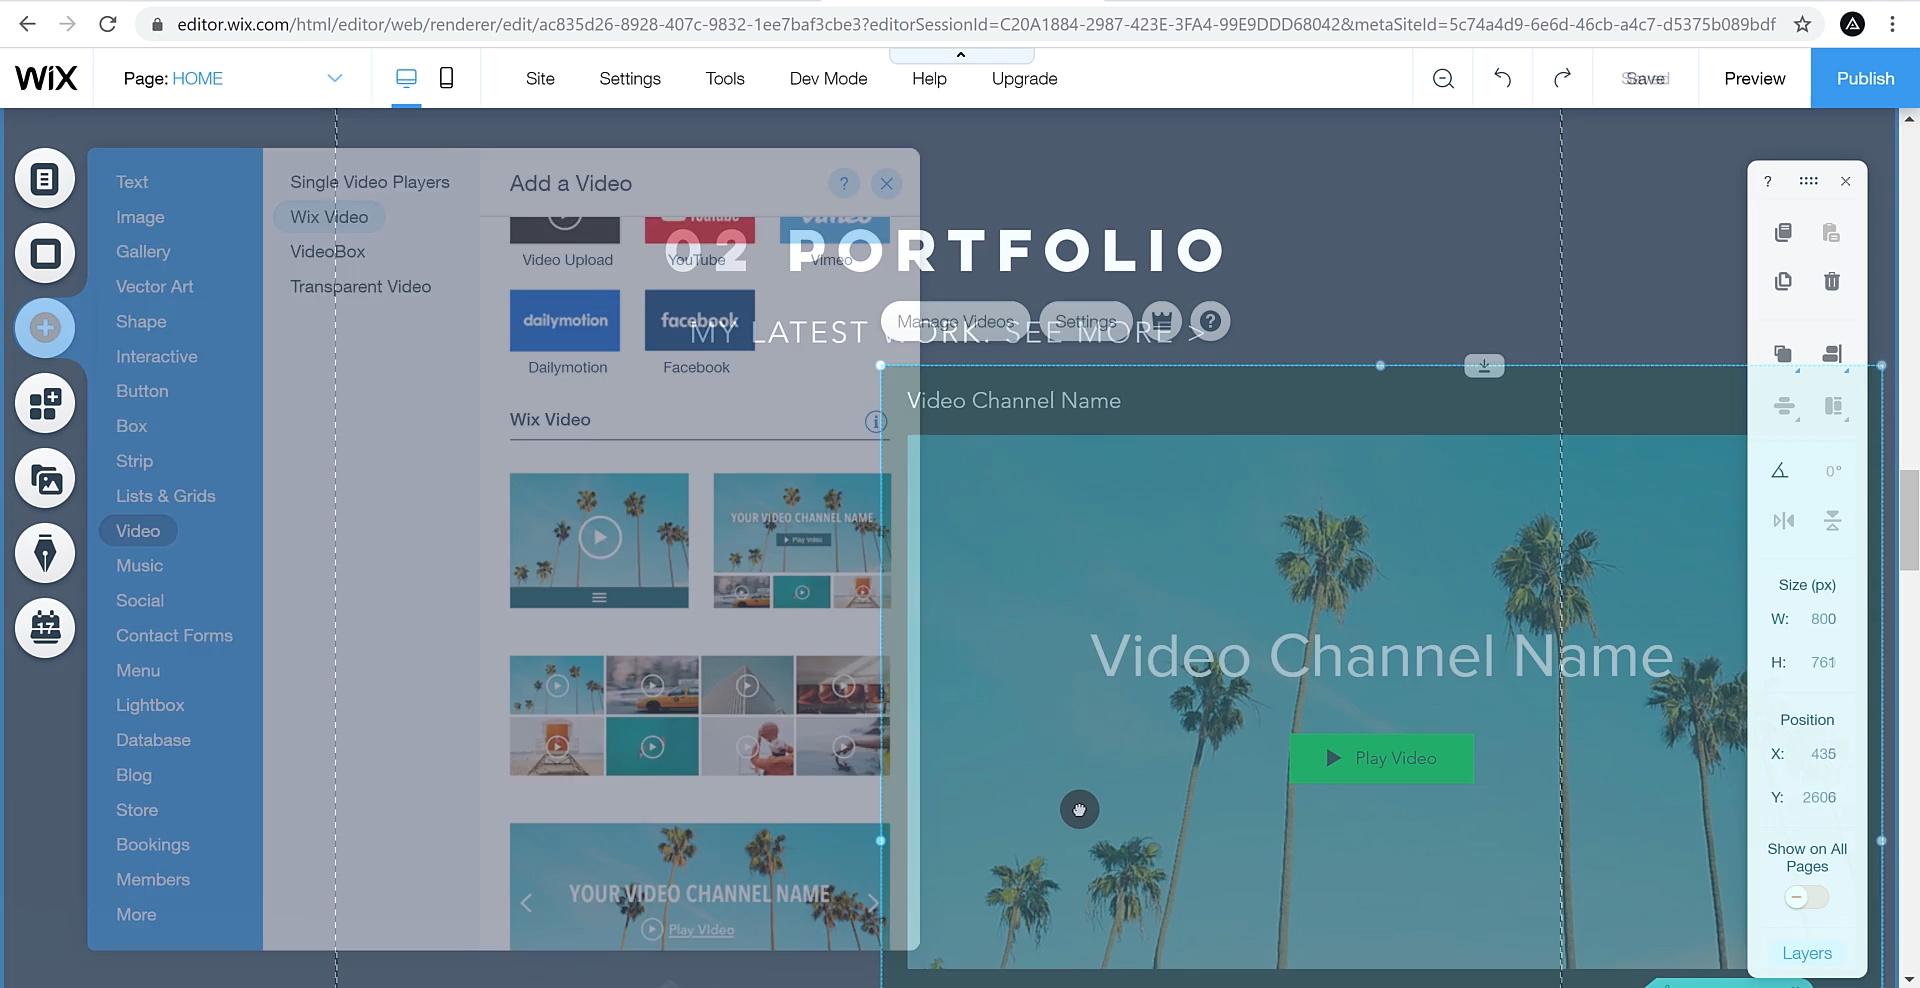 editor.wix.com/html/editor/web/renderer/edit/ac835d26-8928-407c-9832-1ee7baf3cbe3?editorSessionId=C20A1884-2987-423E-3FA4-99E9DDD68042&metaSiteId=5c74a4d9-6e6d-46cb-a4c7-d5375b089bdf
WiX
Page: HOME
Site
Settings
Tools
Dev Mode
Help
Upgrade
Save
Preview
Publish
Text
Image
Gallery
Vector Art
Shape
Interactive
Button
Box
Strip
Lists & Grids
Video
Music
Social
Contact Forms
Menu
Lightbox
Database
Blog
Store
Bookings
Members
More
17
Single Video Players
Wix Video
VideoBox
Transparent Video
Add a Video
?
YouTube
vimeo
Video Upload
YouTube
Vimeo
dailymotion
facebook
Dailymotion
Facebook
Wix Video
i
YOUR VIDEO CHANNEL NAME
Play Video
YOUR VIDEO CHANNEL NAME
Play Video
02 PORTFOLIO
MY LATEST WORK. SEE MORE >
Manage Videos
Settings
?
Video Channel Name
Video Channel Name
Play Video
?
0°
Size (px)
W: 800
H: 761
Position
X: 435
Y: 2606
Show on All
Pages
Layers